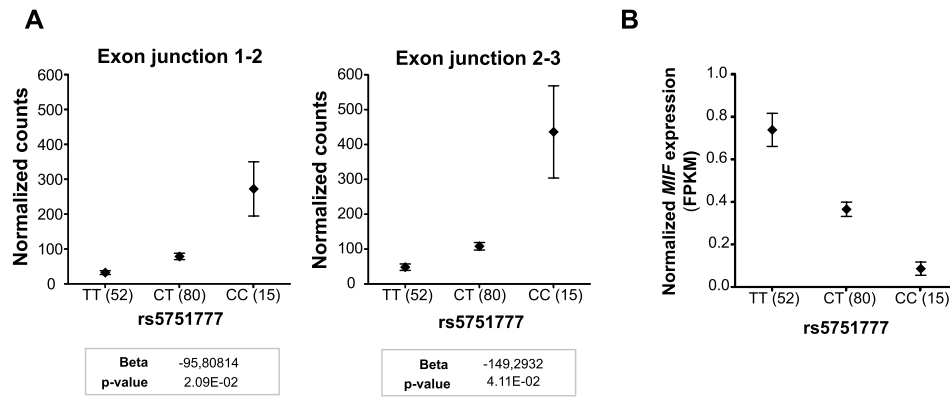 A
B
Exon junction 1-2
Exon junction 2-3
Normalized counts
600
500
400
300
200
100
0
TT (52) CT (80) CC (15)
rs5751777
Beta -95,80814
p-value 2.09E-02
Normalized counts
600
500
400
300
200
100
0
TT (52) CT (80) CC (15)
rs5751777
Beta -149,2932
p-value 4.11E-02
Normalized MIF expression
(FPKM)
1.0
0.8
0.6
0.4
0.2
0.0
TT (52) CT (80) CC (15)
rs5751777